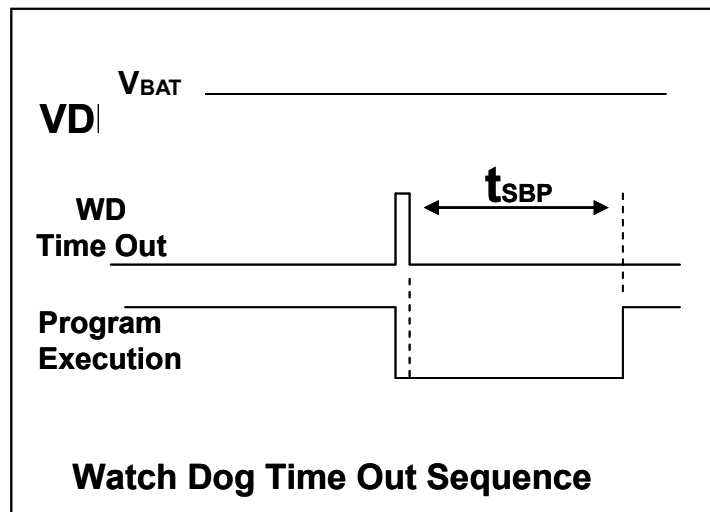 VBAT
VD
WD
Time Out
tSBP
Program
Execution
Watch Dog Time Out Sequence